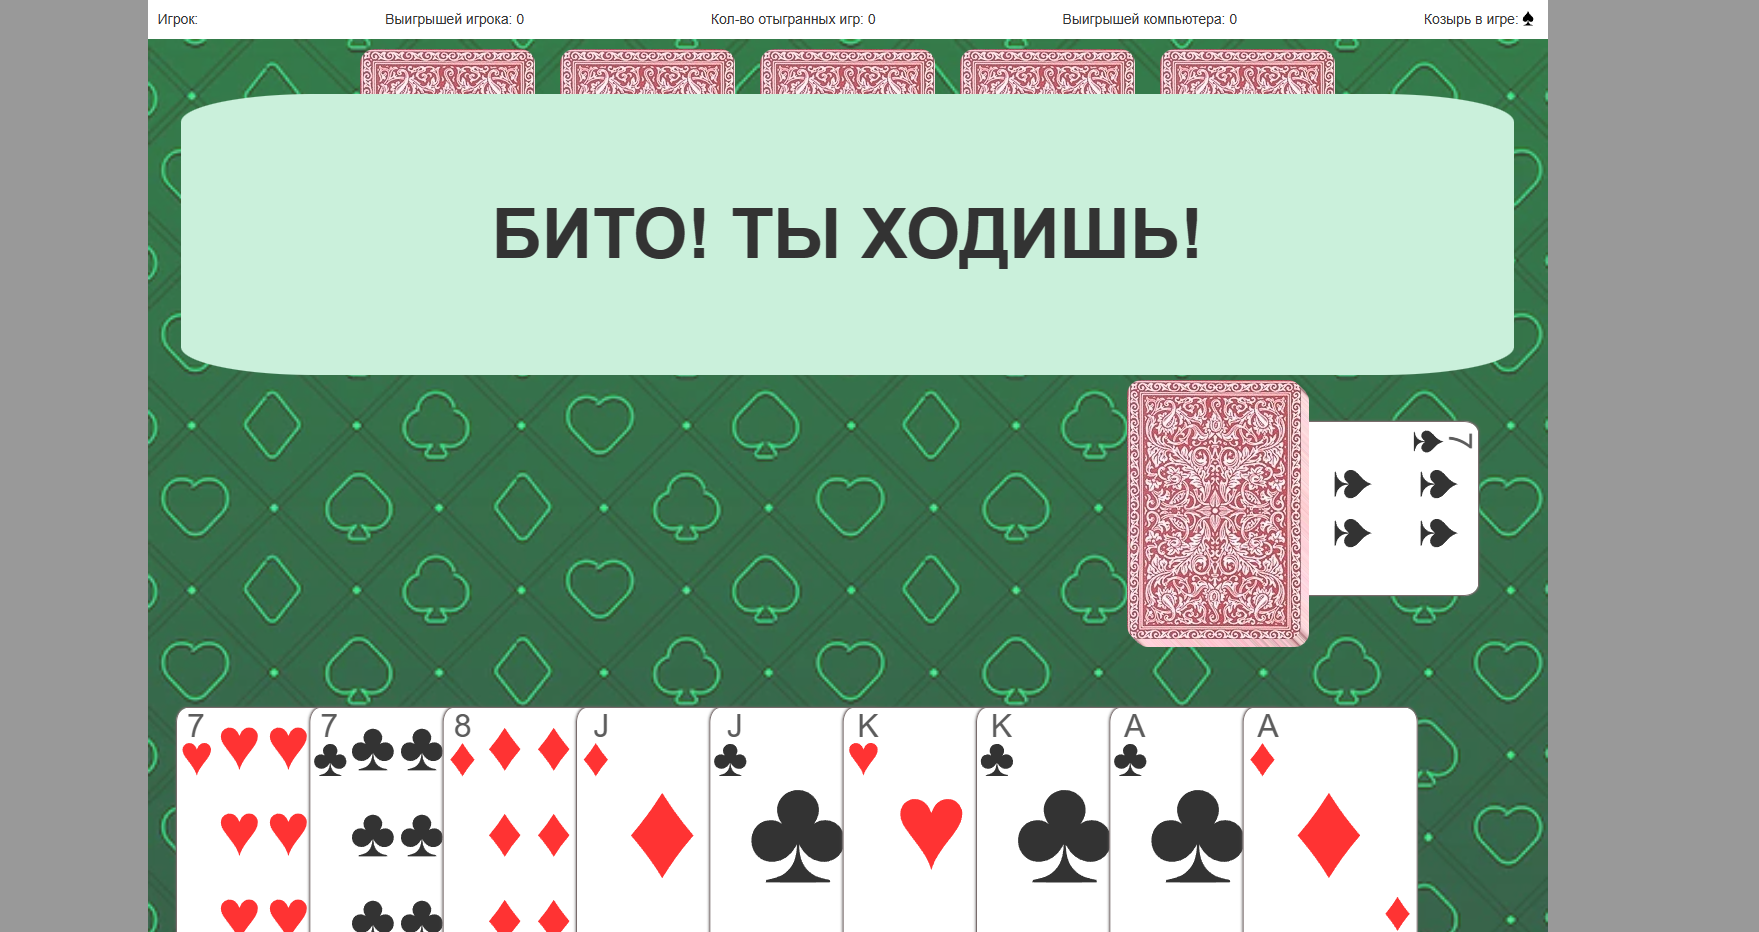 Игрок: Выигрышей игрока: 0 Кол-во отыгранных игр: 0 Выигрышей компьютера: 0 Козырь в игре: ♠
БИТО! ТЫ ХОДИШЬ!
7
7 7 8 J J K K A A